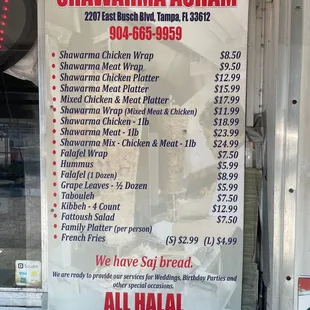 SHAWARMA AGHAM
2207 East Busch Blvd, Tampa, FL 33612
904-665-9959
Shawarma Chicken Wrap $8.50
Shawarma Meat Wrap $9.50
Shawarma Chicken Platter $12.99
Shawarma Meat Platter $15.99
Mixed Chicken & Meat Platter $17.99
Shawarma Wrap (Mixed Meat & Chicken) $11.99
Shawarma Chicken - 1lb $18.99
Shawarma Meat - 1lb $23.99
Shawarma Mix - Chicken & Meat - 1lb $24.99
Falafel Wrap $7.50
Hummus $5.99
Falafel (1 Dozen) $8.99
Grape Leaves - ½ Dozen $5.99
Tabouleh $7.50
Kibbeh - 4 Count $12.99
Fattoush Salad $7.50
Family Platter (per person)
French Fries (S) $2.99 (L) $4.99
We have Saj bread.
We are ready to provide our services for Weddings, Birthday Parties and
other special occasions.
ALL HALAL